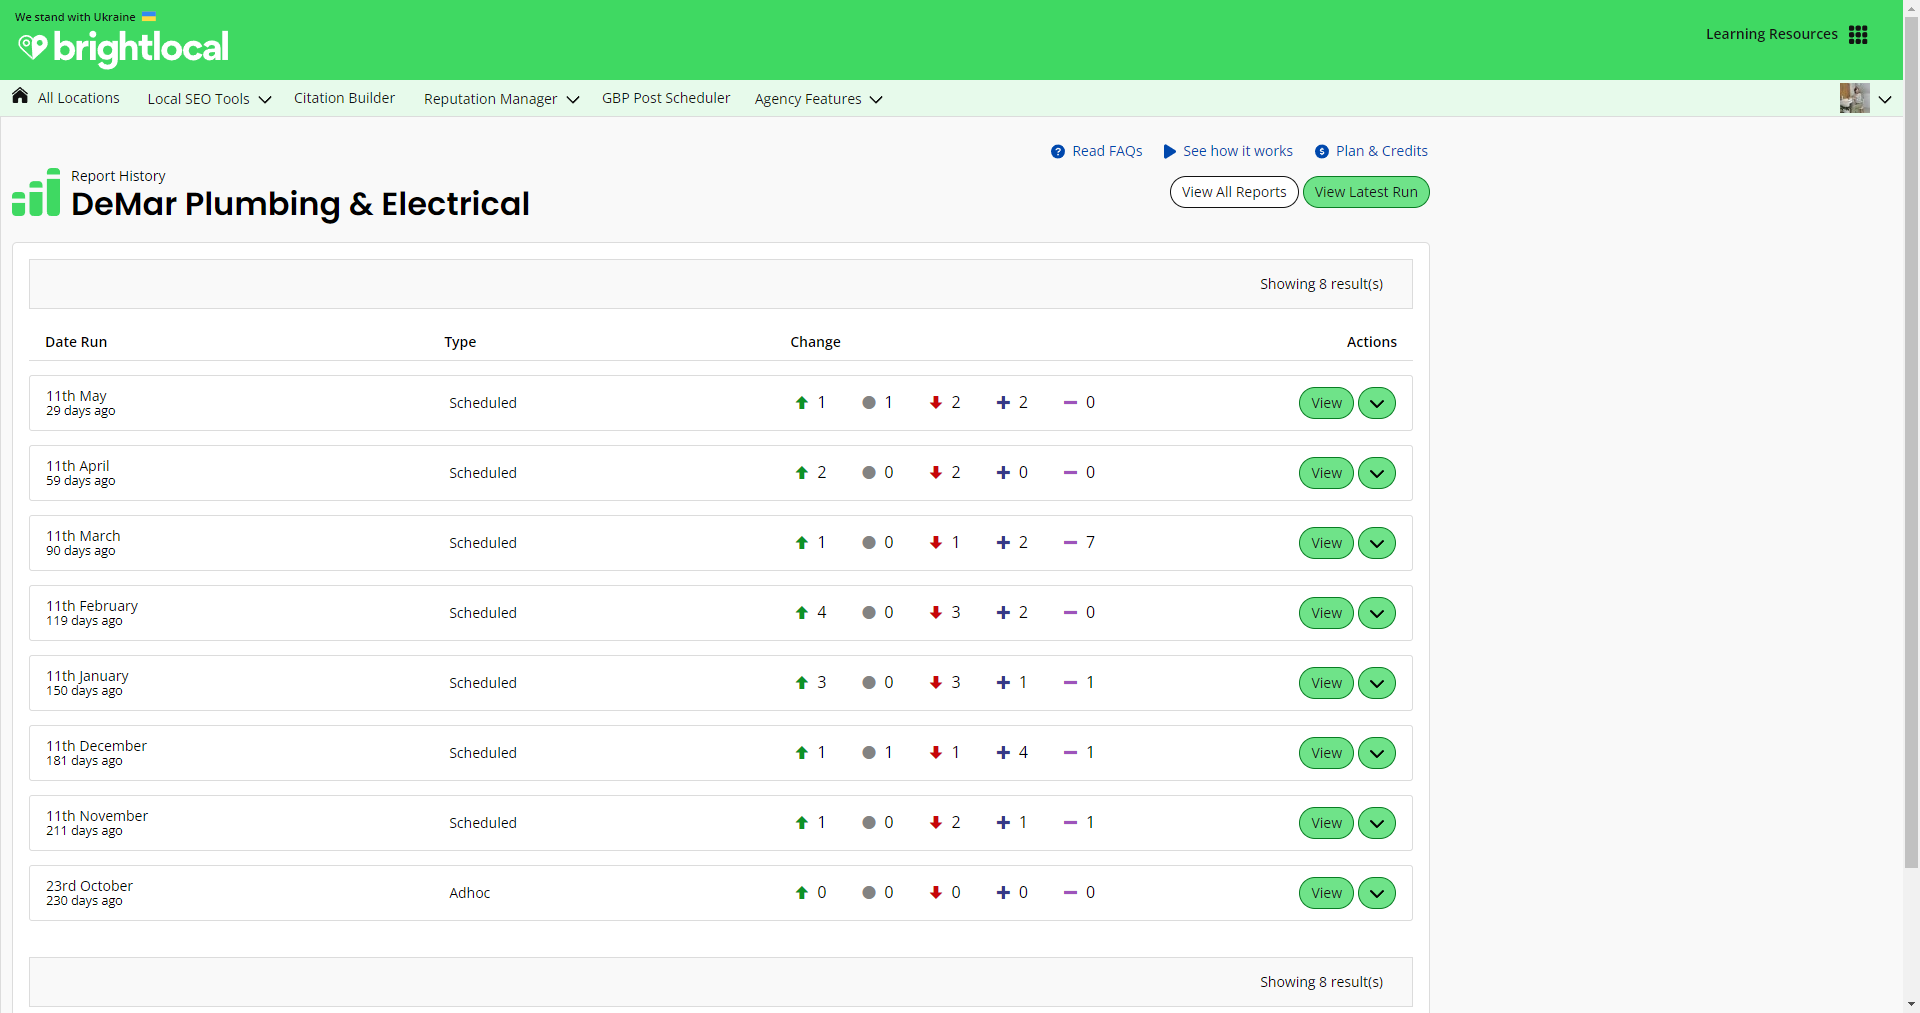 We stand with Ukraine
brightlocal
Learning Resources
All Locations
Local SEO Tools
Citation Builder
Reputation Manager
GBP Post Scheduler
Agency Features
Read FAQs
See how it works
Plan & Credits
Report History
DeMar Plumbing & Electrical
View All Reports
View Latest Run
Showing 8 result(s)
Date Run Type Change Actions
11th May
29 days ago
Scheduled 1 1 2 2 0 View
11th April
59 days ago
Scheduled 2 0 2 0 0 View
11th March
90 days ago
Scheduled 1 0 1 2 7 View
11th February
119 days ago
Scheduled 4 0 3 2 0 View
11th January
150 days ago
Scheduled 3 0 3 1 1 View
11th December
181 days ago
Scheduled 1 1 1 4 1 View
11th November
211 days ago
Scheduled 1 0 2 1 1 View
23rd October
230 days ago
Adhoc 0 0 0 0 0 View
Showing 8 result(s)